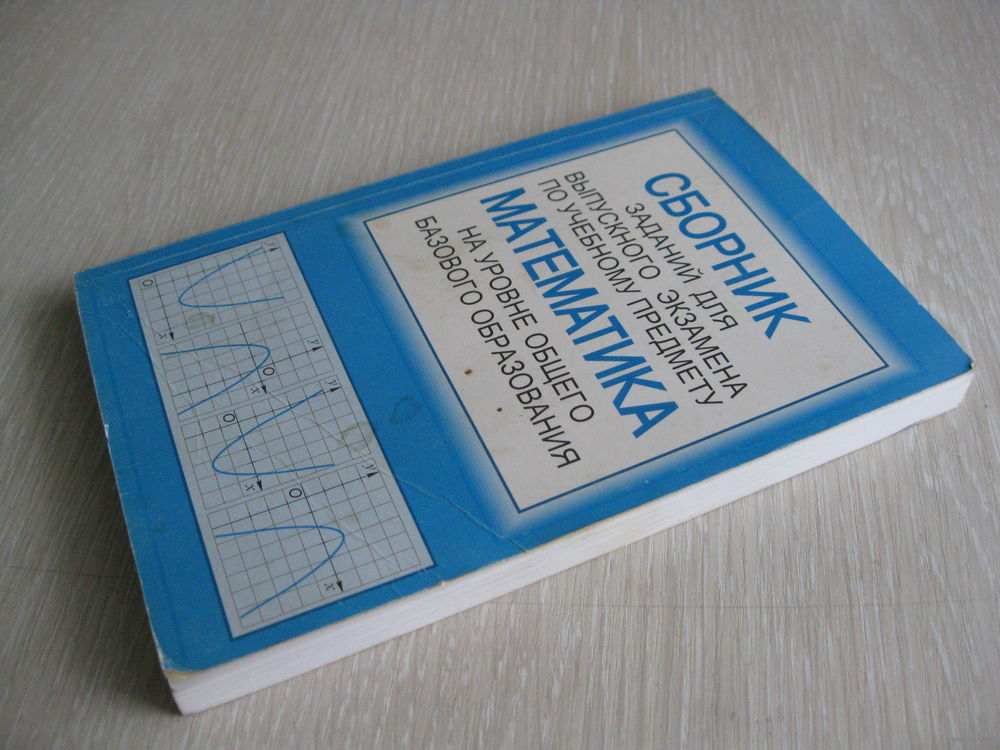 СБОРНИК
ЗАДАНИЙ ДЛЯ
ВЫПУСКНОГО ЭКЗАМЕНА
ПО УЧЕБНОМУ ПРЕДМЕТУ
МАТЕМАТИКА
НА УРОВНЕ ОБЩЕГО
БАЗОВОГО ОБРАЗОВАНИЯ
y
O
x
y
O
x
y
O
x
y
O
x